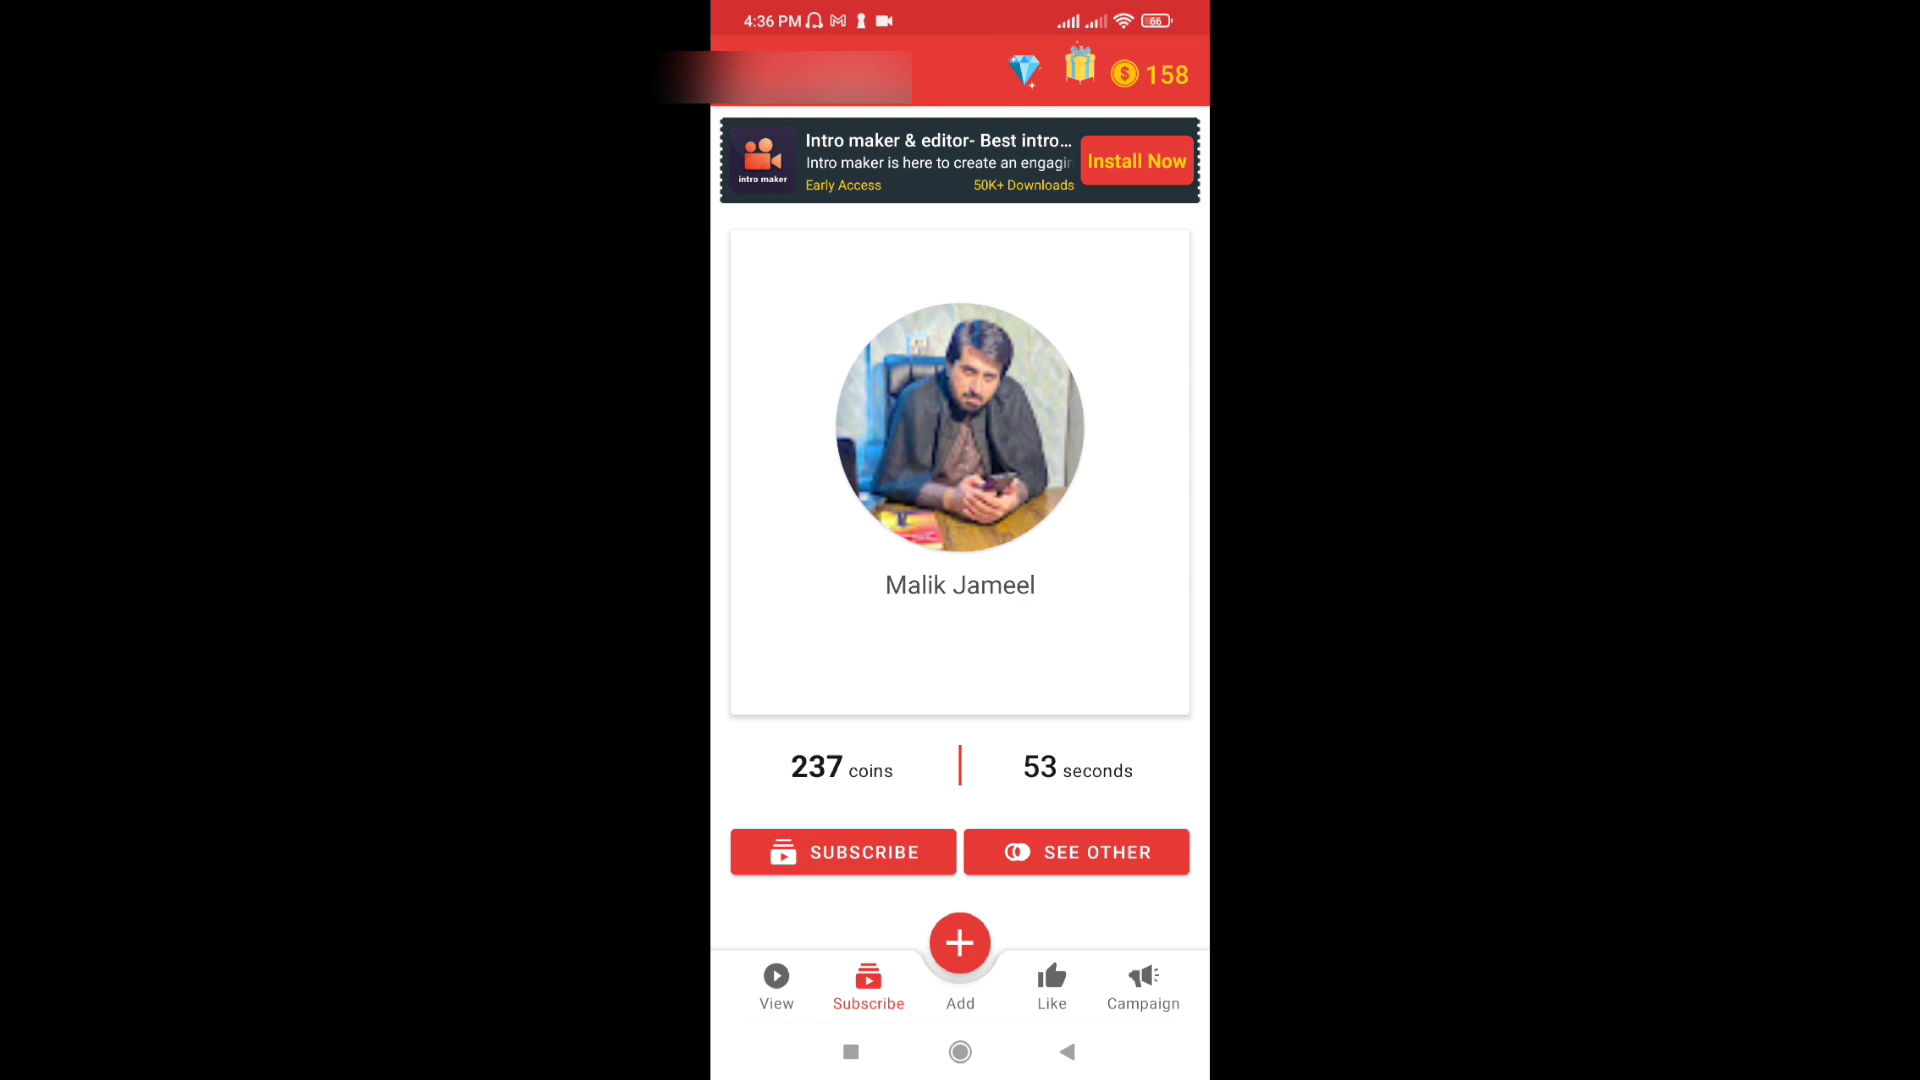 4:36 PM
66
158
Intro maker & editor- Best intro...
Intro maker is here to create an engagin
intro maker
Early Access
50K+ Downloads
Install Now
Malik Jameel
237 coins
53 seconds
SUBSCRIBE
SEE OTHER
View
Subscribe
Add
Like
Campaign